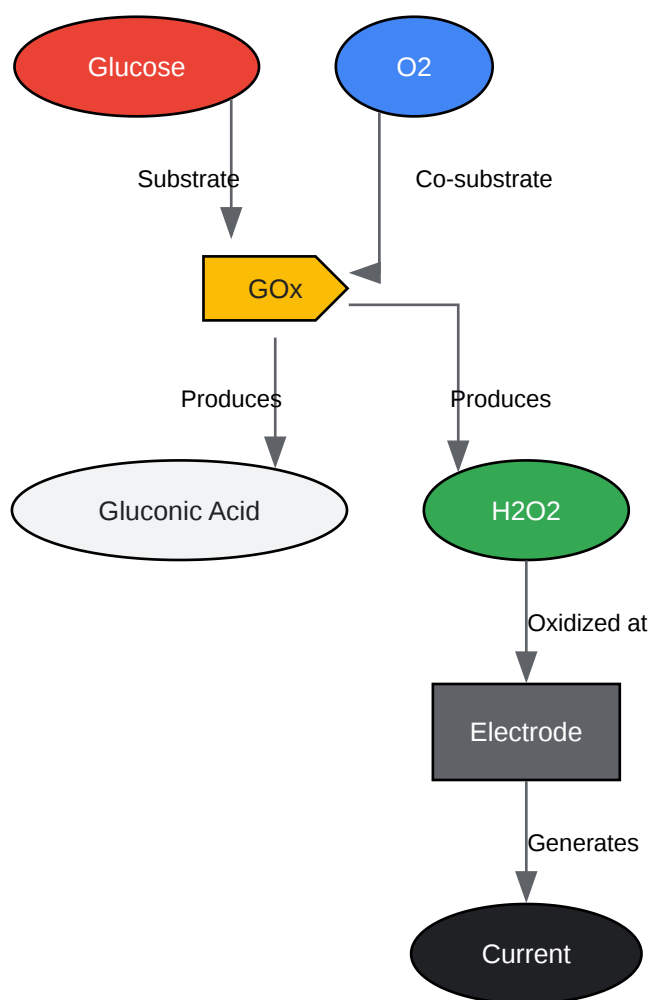 Glucose
O2
Substrate
Co-substrate
GOx
Produces
Produces
Gluconic Acid
H2O2
Oxidized at
Electrode
Generates
Current